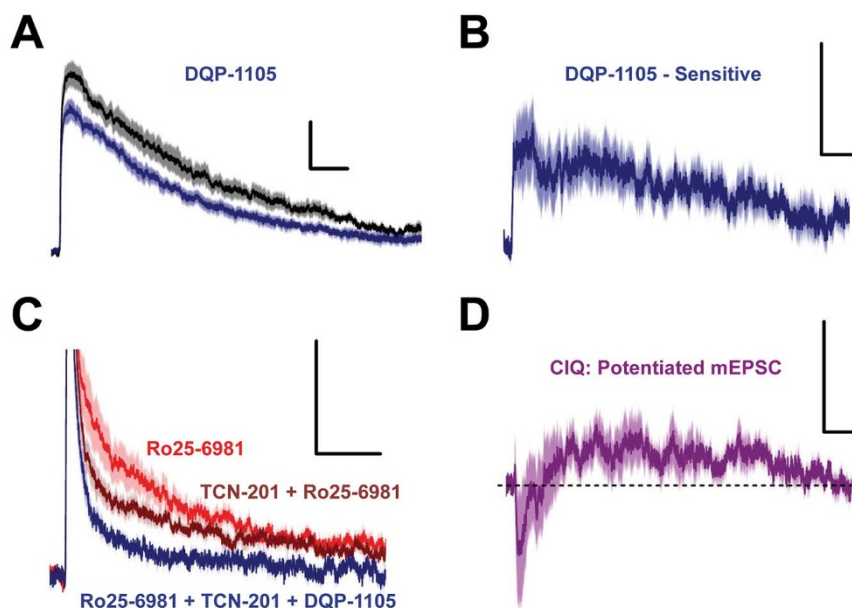 A
DQP-1105
B
DQP-1105 - Sensitive
C
Ro25-6981
TCN-201 + Ro25-6981
Ro25-6981 + TCN-201 + DQP-1105
D
CIQ: Potentiated mEPSC